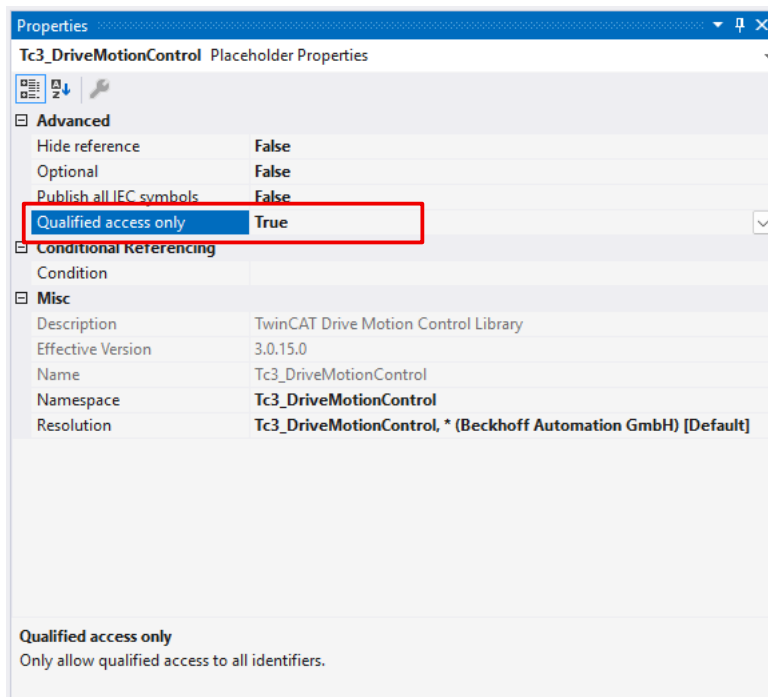 Properties
Tc3_DriveMotionControl Placeholder Properties
Advanced
Hide reference False
Optional False
Publish all IEC symbols False
Qualified access only True
Conditional Referencing
Condition
Misc
Description TwinCAT Drive Motion Control Library
Effective Version 3.0.15.0
Name Tc3_DriveMotionControl
Namespace Tc3_DriveMotionControl
Resolution Tc3_DriveMotionControl, * (Beckhoff Automation GmbH) [Default]
Qualified access only
Only allow qualified access to all identifiers.